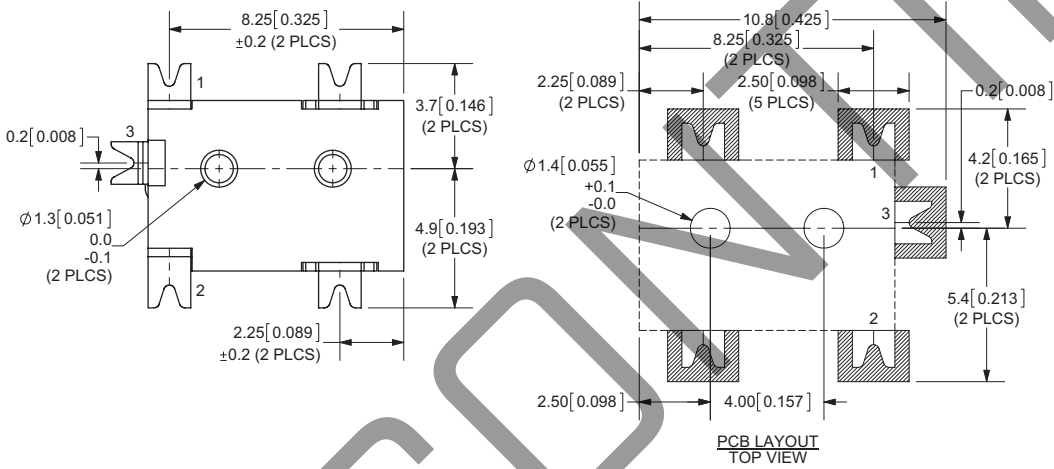 8.25[0.325]
±0.2 (2 PLCS)
1
3.7[0.146]
(2 PLCS)
0.2[0.008]
3
Ø1.3[0.051]
0.0
-0.1
(2 PLCS)
4.9[0.193]
(2 PLCS)
2
2.25[0.089]
±0.2 (2 PLCS)
10.8[0.425]
8.25[0.325]
(2 PLCS)
2.25[0.089]
(2 PLCS)
2.50[0.098]
(5 PLCS)
0.2[0.008]
4.2[0.165]
(2 PLCS)
Ø1.4[0.055]
+0.1
-0.0
(2 PLCS)
1
3
5.4[0.213]
(2 PLCS)
2
2.50[0.098]
4.00[0.157]
PCB LAYOUT
TOP VIEW